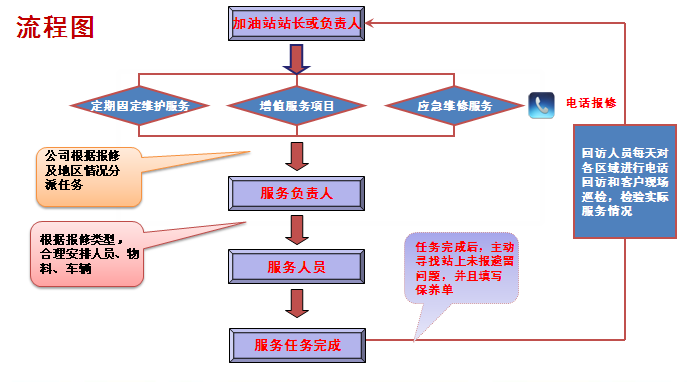 流程图
加油站站长或负责人
定期固定维护服务
增值服务项目
应急维修服务
电话报修
公司根据报修
及地区情况分
派任务
回访人员每天对
各区域进行电话
回访和客户现场
巡检，检验实际
服务情况
服务负责人
根据报修类型，
合理安排人员、物
料、车辆
服务人员
任务完成后，主动
寻找站上未报遗留
问题，并且填写
保养单
服务任务完成